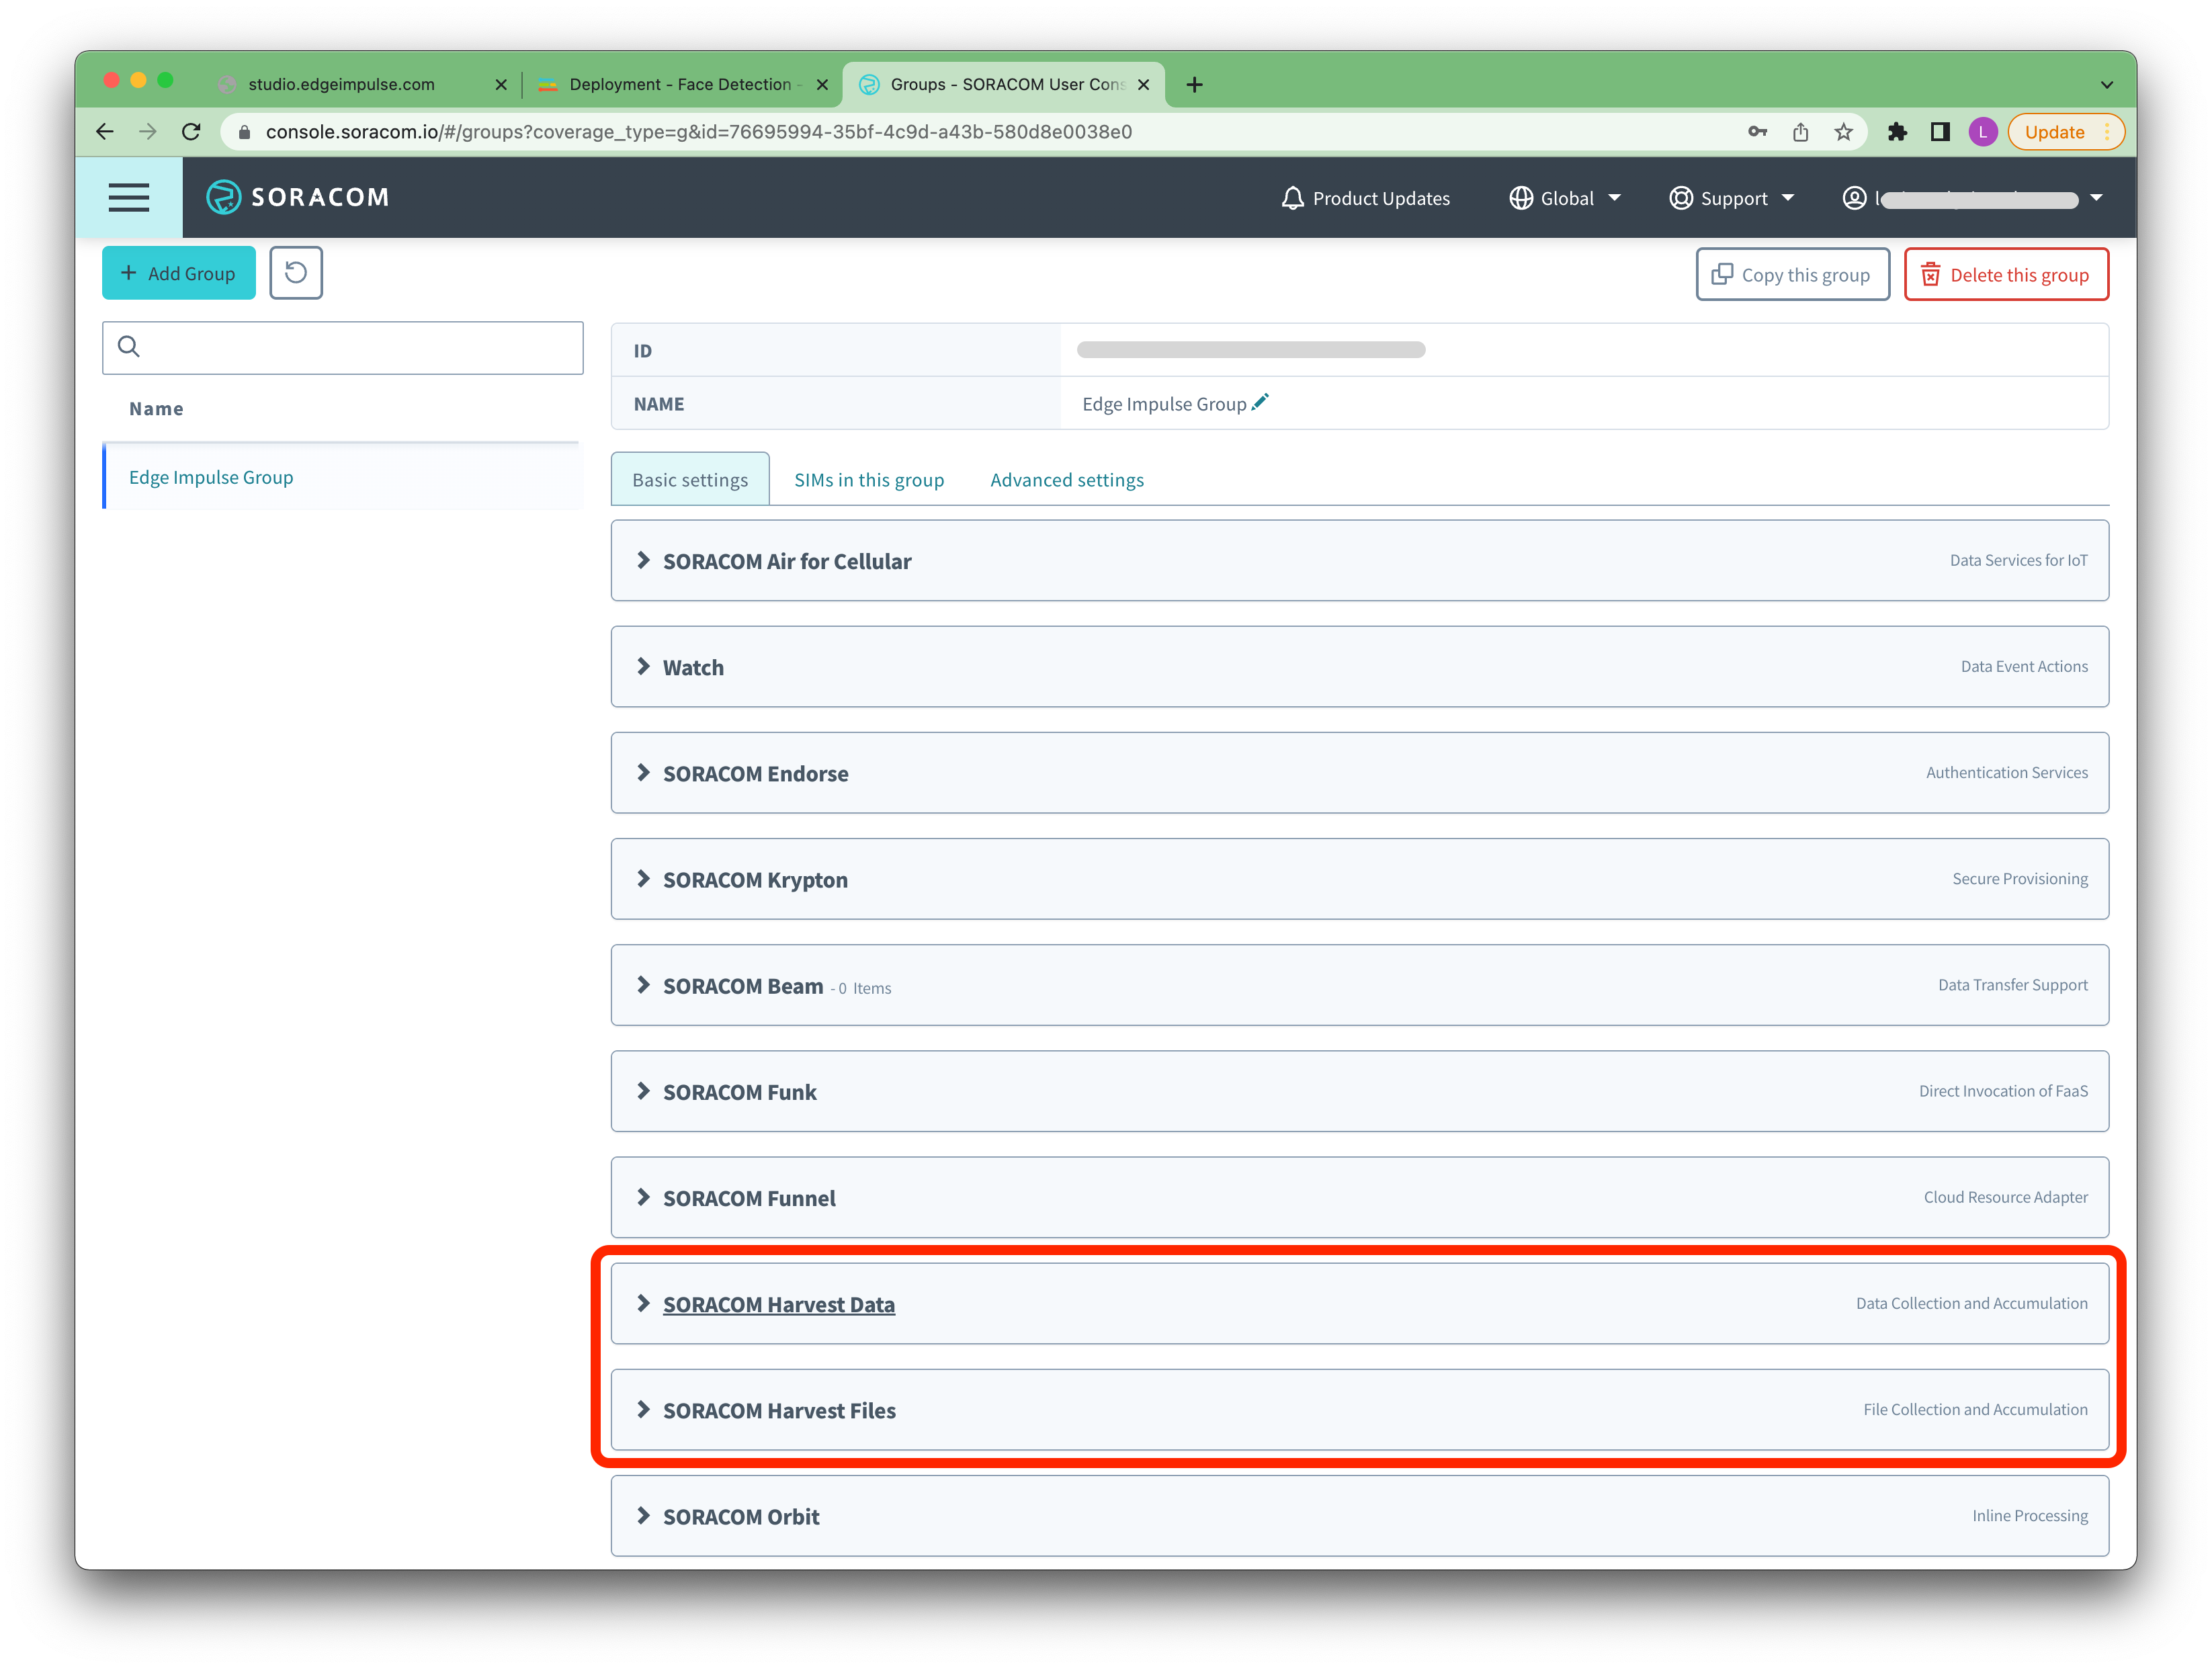 studio.edgeimpulse.com
Deployment - Face Detection -
Groups - SORACOM User Cons
console.soracom.io/#/groups?coverage_type=g&id=76695994-35bf-4c9d-a43b-580d8e0038e0
L
Update
SORACOM
Product Updates
Global
Support
Add Group
Copy this group
Delete this group
ID
NAME
Edge Impulse Group
Name
Edge Impulse Group
Basic settings
SIMs in this group
Advanced settings
SORACOM Air for Cellular
Data Services for IoT
Watch
Data Event Actions
SORACOM Endorse
Authentication Services
SORACOM Krypton
Secure Provisioning
SORACOM Beam - 0 Items
Data Transfer Support
SORACOM Funk
Direct Invocation of FaaS
SORACOM Funnel
Cloud Resource Adapter
SORACOM Harvest Data
Data Collection and Accumulation
SORACOM Harvest Files
File Collection and Accumulation
SORACOM Orbit
Inline Processing